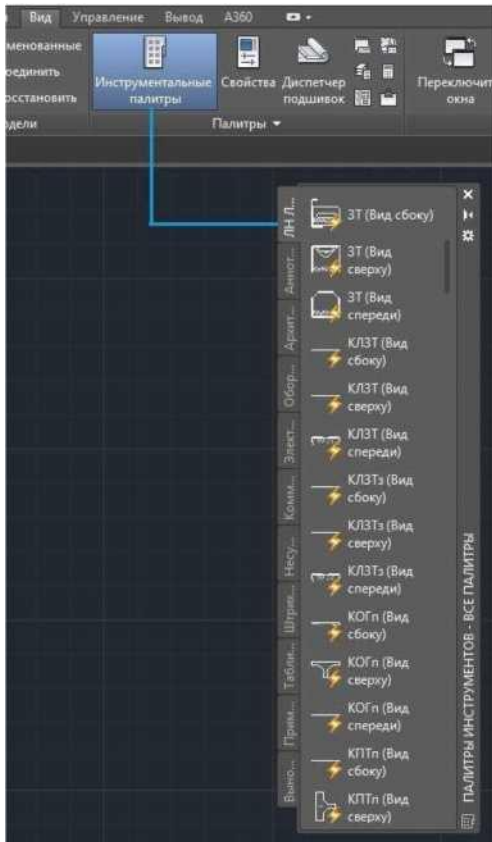 Вид Управление Вывод А360
менованные
оединить
осстановить
Инструментальные
палитры
Свойства
Диспетчер
подшивок
Переключит
окна
дели
Палитры
ЛН Л...
Аннот...
Архит...
Обор...
Элект...
Комм...
Несу...
Штрих...
Табли...
Прим...
Выно...
ЗТ (Вид сбоку)
ЗТ (Вид
сверху)
ЗТ (Вид
спереди)
КЛЗТ (Вид
сбоку)
КЛЗТ (Вид
сверху)
КЛЗТ (Вид
спереди)
КЛЗТз (Вид
сбоку)
КЛЗТз (Вид
сверху)
КЛЗТз (Вид
спереди)
КОГп (Вид
сбоку)
КОГп (Вид
сверху)
КОГп (Вид
спереди)
КПТп (Вид
сбоку)
КПТп (Вид
сверху)
ПАЛИТРЫ ИНСТРУМЕНТОВ - ВСЕ ПАЛИТРЫ